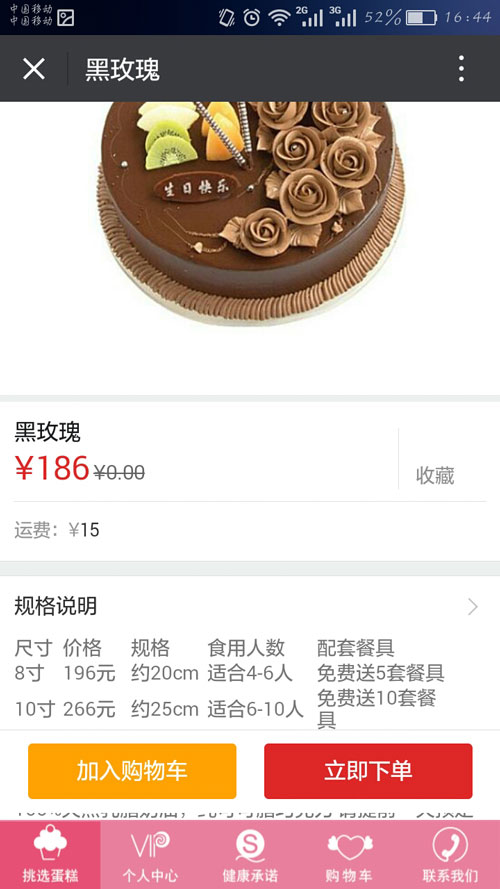 中国移动
中国移动
2G
3G
52%
16:44
黑玫瑰
生日快乐
黑玫瑰
¥186 ¥0.00
收藏
运费：¥15
规格说明
尺寸 价格 规格 食用人数 配套餐具
8寸 196元 约20cm 适合4-6人 免费送5套餐具
10寸 266元 约25cm 适合6-10人 免费送10套餐
具
加入购物车 立即下单
挑选蛋糕 VIP 个人中心 S 健康承诺 购物车 联系我们